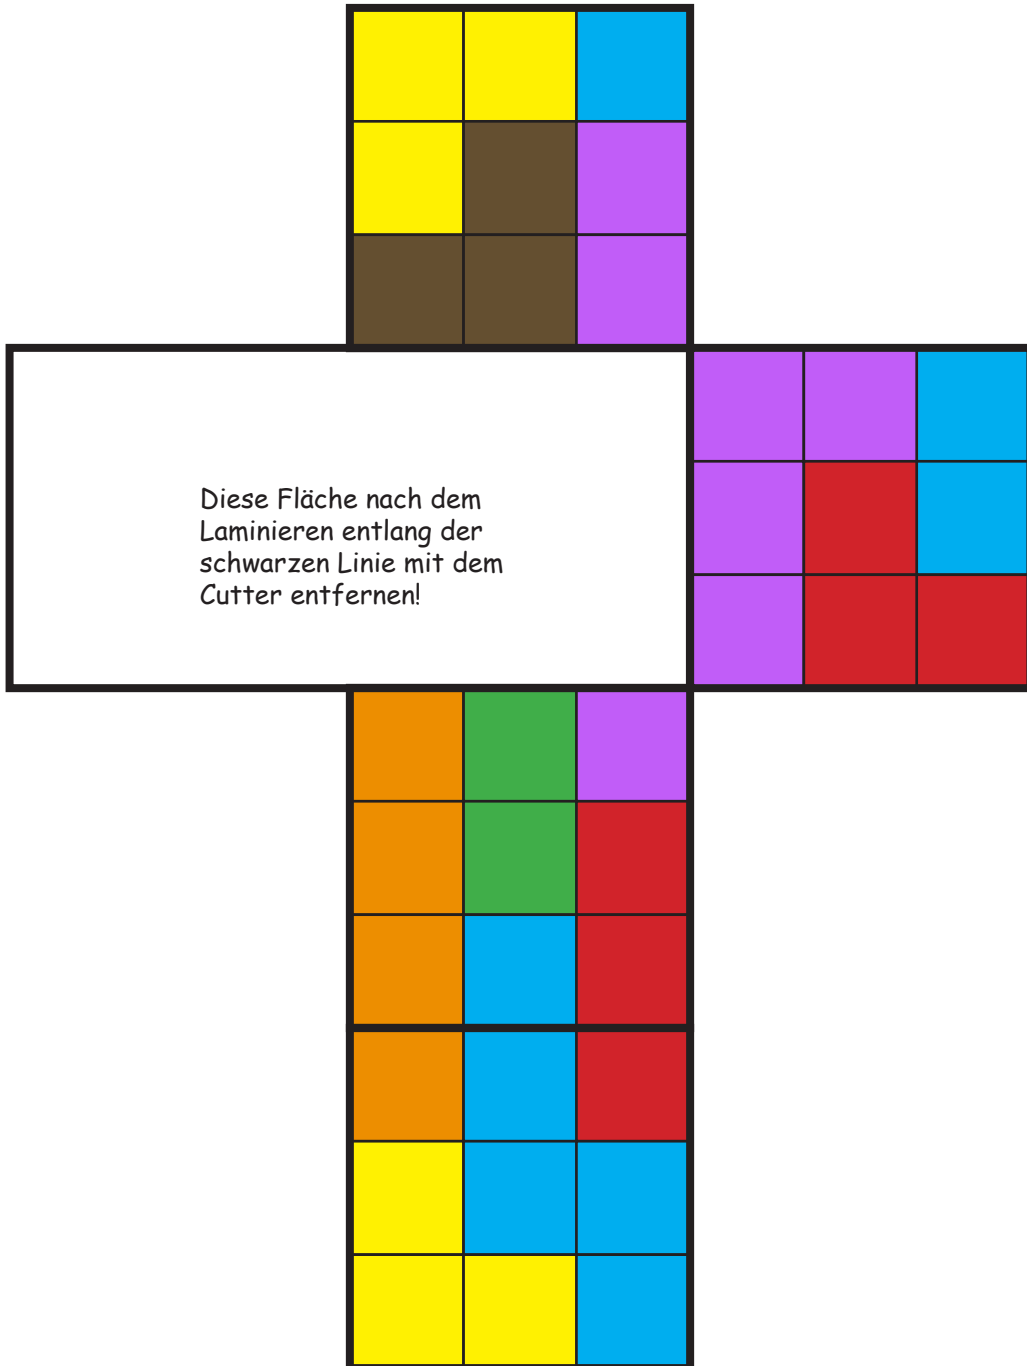 Diese Fläche nach dem
Laminieren entlang der
schwarzen Linie mit dem
Cutter entfernen!